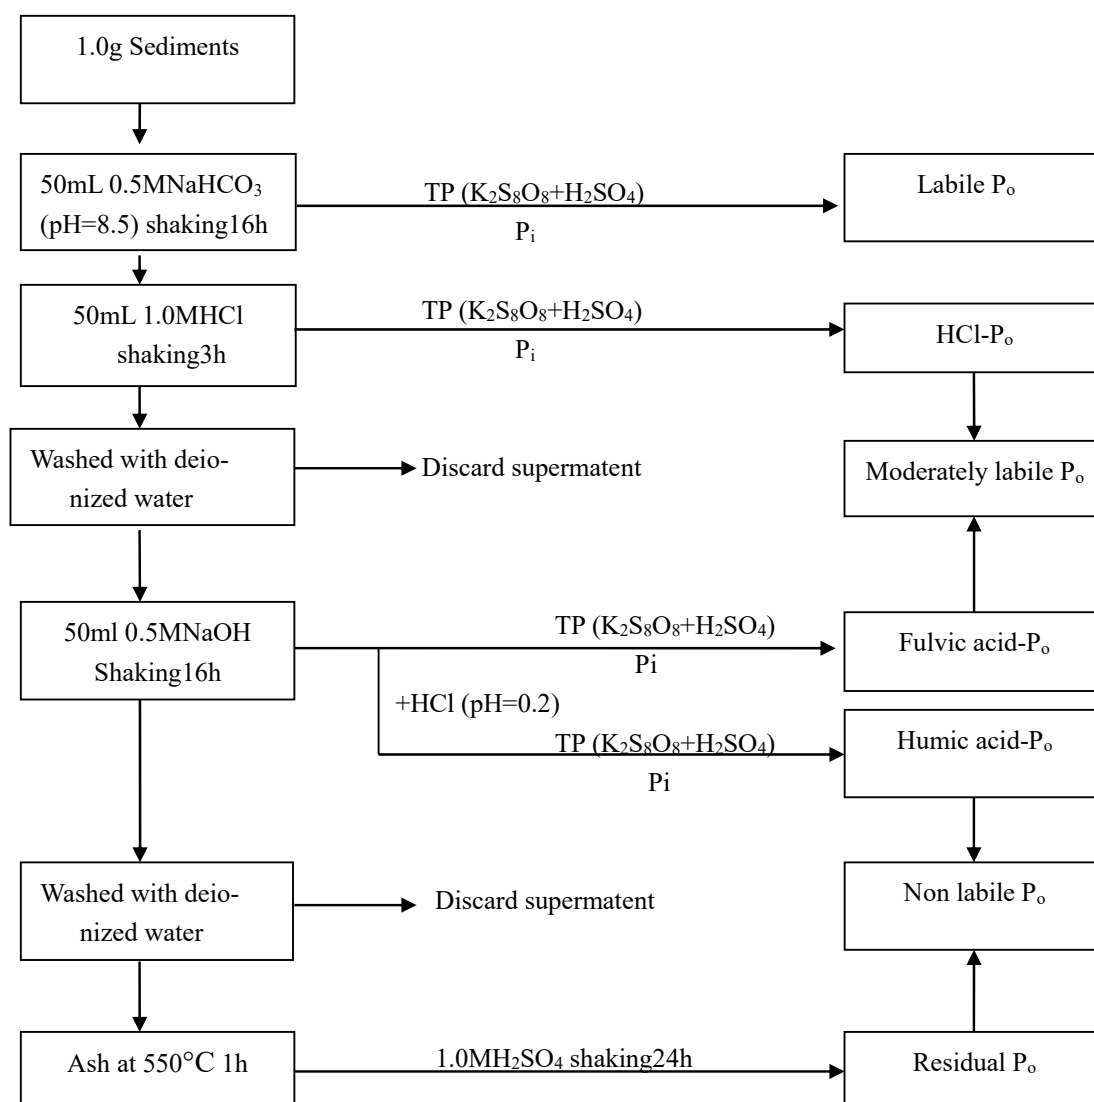 1.0g Sediments
50mL 0.5MNaHCO₃
(pH=8.5) shaking16h
TP (K₂S₈O₈+H₂SO₄)
Pᵢ
Labile Pₒ
50mL 1.0MHCl
shaking3h
TP (K₂S₈O₈+H₂SO₄)
Pᵢ
HCl-Pₒ
Washed with deio-
nized water
Discard supermatent
Moderately labile Pₒ
50ml 0.5MNaOH
Shaking16h
TP (K₂S₈O₈+H₂SO₄)
Pi
Fulvic acid-Pₒ
+HCl (pH=0.2)
TP (K₂S₈O₈+H₂SO₄)
Pi
Humic acid-Pₒ
Washed with deio-
nized water
Discard supermatent
Non labile Pₒ
Ash at 550°C 1h
1.0MH₂SO₄ shaking24h
Residual Pₒ